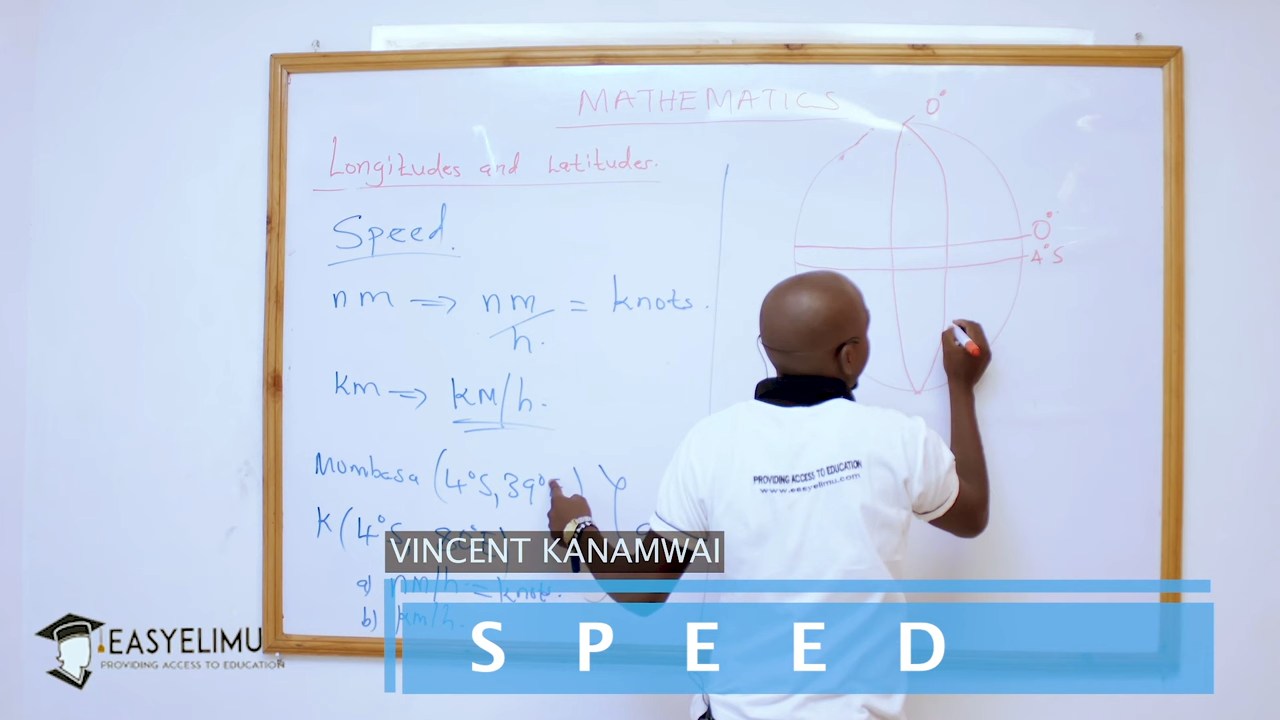 MATHEMATICS
0°
Longitudes and Latitudes.
Speed.
0°
4°S
nm ⇒ nm/h. = knots.
km ⇒ km/h.
Mombasa (4°S, 39°
K (4°S
a) nm/h. = knots.
b) km/h.
PROVIDING ACCESS TO EDUCATION
www.easyelimu.com
VINCENT KANAMWAI
SPEED
EASYELIMU
PROVIDING ACCESS TO EDUCATION